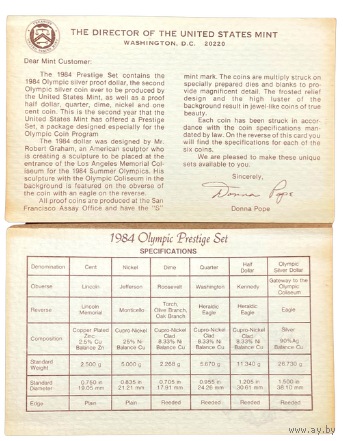 THE DIRECTOR OF THE UNITED STATES MINT
WASHINGTON, D.C. 20220
Dear Mint Customer:
The 1984 Prestige Set contains the
1984 Olympic silver proof dollar, the second
Olympic silver coin ever to be produced by
the United States Mint, as well as a proof
half dollar, quarter, dime, nickel and one
cent coin. This is the second year that the
United States Mint has offered a Prestige
Set, a package designed especially for the
Olympic Coin Program.
The 1984 dollar was designed by Mr.
Robert Graham, an American sculptor who
is creating a sculpture to be placed at the
entrance of the Los Angeles Memorial Coli-
seum for the 1984 Summer Olympics. His
sculpture with the Olympic Coliseum in the
background is featured on the obverse of
the coin with an eagle on the reverse.
All proof coins are produced at the San
Francisco Assay Office and have the "S"
mint mark. The coins are multiply struck on
specially prepared dies and blanks to pro-
vide magnificent detail. The frosted relief
design and the high luster of the
background result in jewel-like coins of true
beauty.
Each coin has been struck in accor-
dance with the coin specifications man-
dated by law. On the reverse of this card you
will find the specifications for each of the
six coins.
We are pleased to make these unique
sets available to you.
Sincerely,
Donna Pope
Donna Pope
1984 Olympic Prestige Set
SPECIFICATIONS
Denomination Cent Nickel Dime Quarter Half Dollar Olympic Silver Dollar
Obverse Lincoln Jefferson Roosevelt Washington Kennedy Gateway to the Olympic Coliseum
Reverse Lincoln Memorial Monticello Torch, Olive Branch, Oak Branch Heraldic Eagle Heraldic Eagle Eagle
Composition Copper Plated Zinc 2.5% Cu Balance Zn Cupro-Nickel 25% Ni Balance Cu Cupro-Nickel Clad 8.33% Ni Balance Cu Cupro-Nickel Clad 8.33% Ni Balance Cu Cupro-Nickel Clad 8.33% Ni Balance Cu Silver 90% Ag Balance Cu
Standard Weight 2.500 g 5.000 g 2.268 g 5.670 g 11.340 g 26.730 g
Standard Diameter 0.750 in 19.05 mm 0.835 in 21.21 mm 0.705 in 17.91 mm 0.955 in 24.26 mm 1.205 in 30.61 mm 1.500 in 38.10 mm
Edge Plain Plain Reeded Reeded Reeded Reeded
www.ay.by